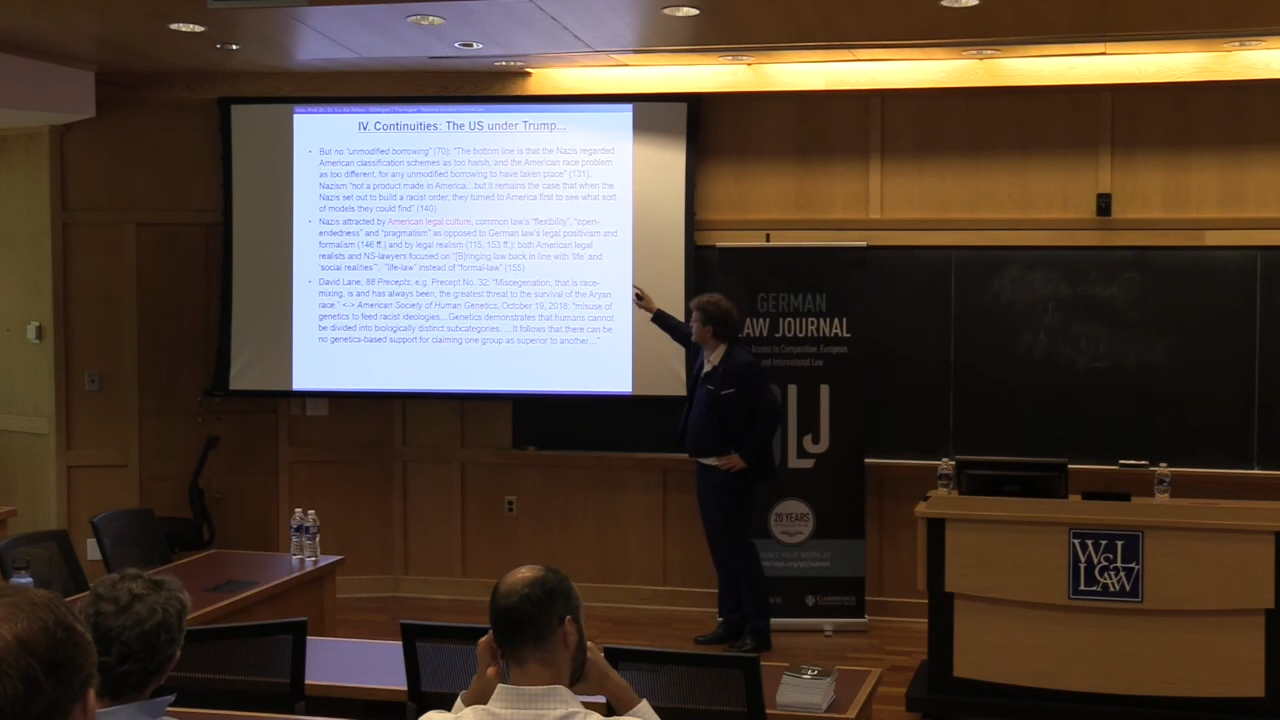 IV. Continuities: The US under Trump...
• But no "unmodified borrowing" (70): "The bottom line is that the Nazis regarded
American classification schemes as too harsh, and the American race problem
as too different, for any unmodified borrowing to have taken place" (131),
Nazism "not a product made in America...but it remains the case that when the
Nazis set out to build a racist order, they turned to America first to see what sort
of models they could find" (140)
• Nazis attracted by American legal culture, common law's "flexibility", "open-
endedness" and "pragmatism" as opposed to German law's legal positivism and
formalism (146 ff.) and by legal realism (115, 153 ff.): both American legal
realists and NS-lawyers focused on "[B]ringing law back in line with 'life' and
'social realities'", "life-law" instead of "formal-law" (155)
• David Lane, 88 Precepts, e.g. Precept No. 32: "Miscegenation, that is race-
mixing, is and has always been, the greatest threat to the survival of the Aryan
race." <-> American Society of Human Genetics, October 19, 2018: "misuse of
genetics to feed racist ideologies...Genetics demonstrates that humans cannot
be divided into biologically distinct subcategories. ...It follows that there can be
no genetics-based support for claiming one group as superior to another...."
GERMAN
LAW JOURNAL
Access to Comparative, European,
and International Law
LJ
20 YEARS
CAMBRIDGE
W&L
LAW